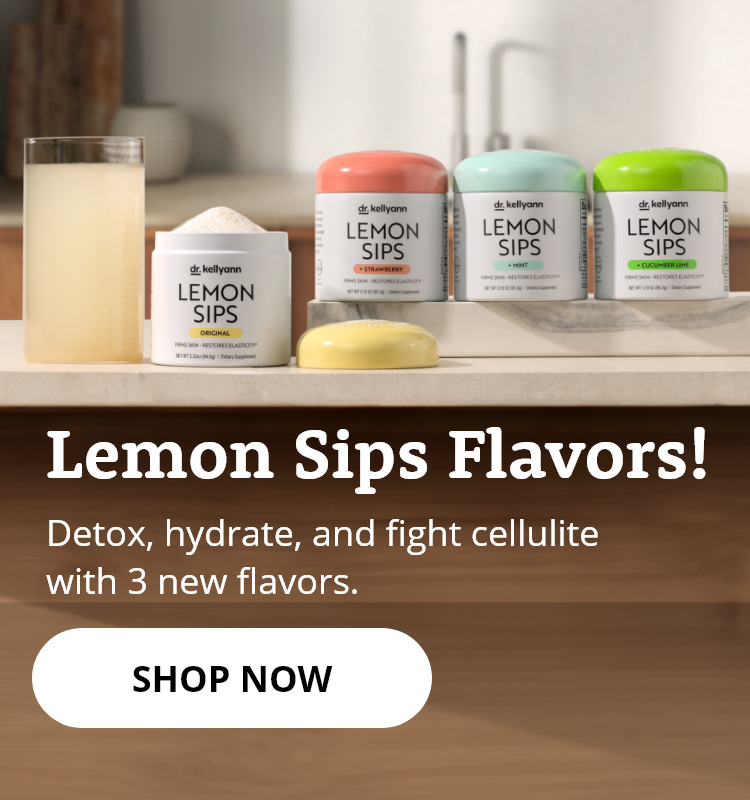 dr. kellyann
LEMON
SIPS
ORIGINAL
FIRMS SKIN • RESTORES ELASTICITY*
dr. kellyann
LEMON
SIPS
+ STRAWBERRY
FIRMS SKIN • RESTORES ELASTICITY*
dr. kellyann
LEMON
SIPS
+ MINT
FIRMS SKIN • RESTORES ELASTICITY*
dr. kellyann
LEMON
SIPS
+ CUCUMBER LIME
FIRMS SKIN • RESTORES ELASTICITY*
Lemon Sips Flavors!
Detox, hydrate, and fight cellulite
with 3 new flavors.
SHOP NOW